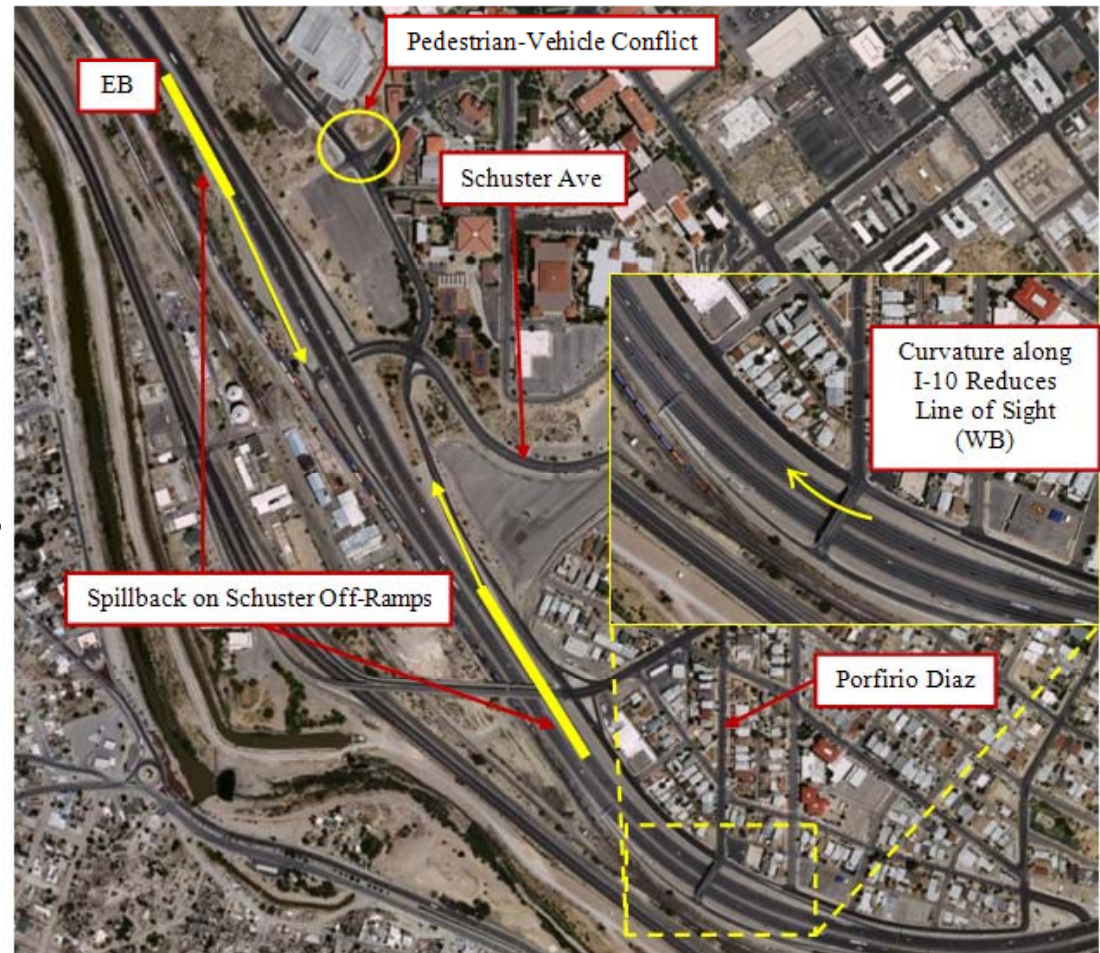 Pedestrian-Vehicle Conflict
EB
Schuster Ave
Curvature along
I-10 Reduces
Line of Sight
(WB)
Spillback on Schuster Off-Ramps
Porfirio Diaz